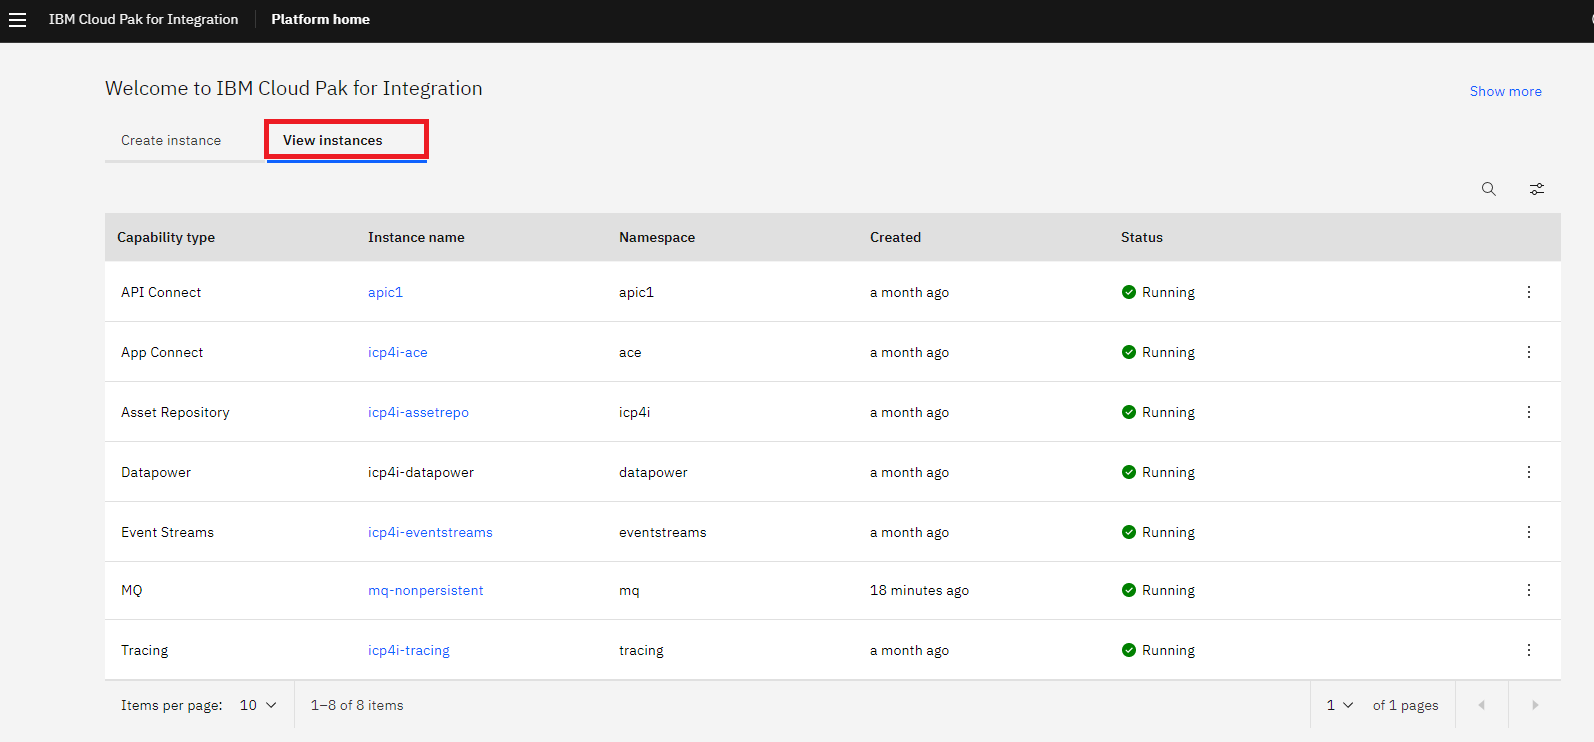 IBM Cloud Pak for Integration Platform home
Welcome to IBM Cloud Pak for Integration
Show more
Create instance View instances
Capability type Instance name Namespace Created Status
API Connect apic1 apic1 a month ago Running
App Connect icp4i-ace ace a month ago Running
Asset Repository icp4i-assetrepo icp4i a month ago Running
Datapower icp4i-datapower datapower a month ago Running
Event Streams icp4i-eventstreams eventstreams a month ago Running
MQ mq-nonpersistent mq 18 minutes ago Running
Tracing icp4i-tracing tracing a month ago Running
Items per page: 10 1–8 of 8 items 1 of 1 pages